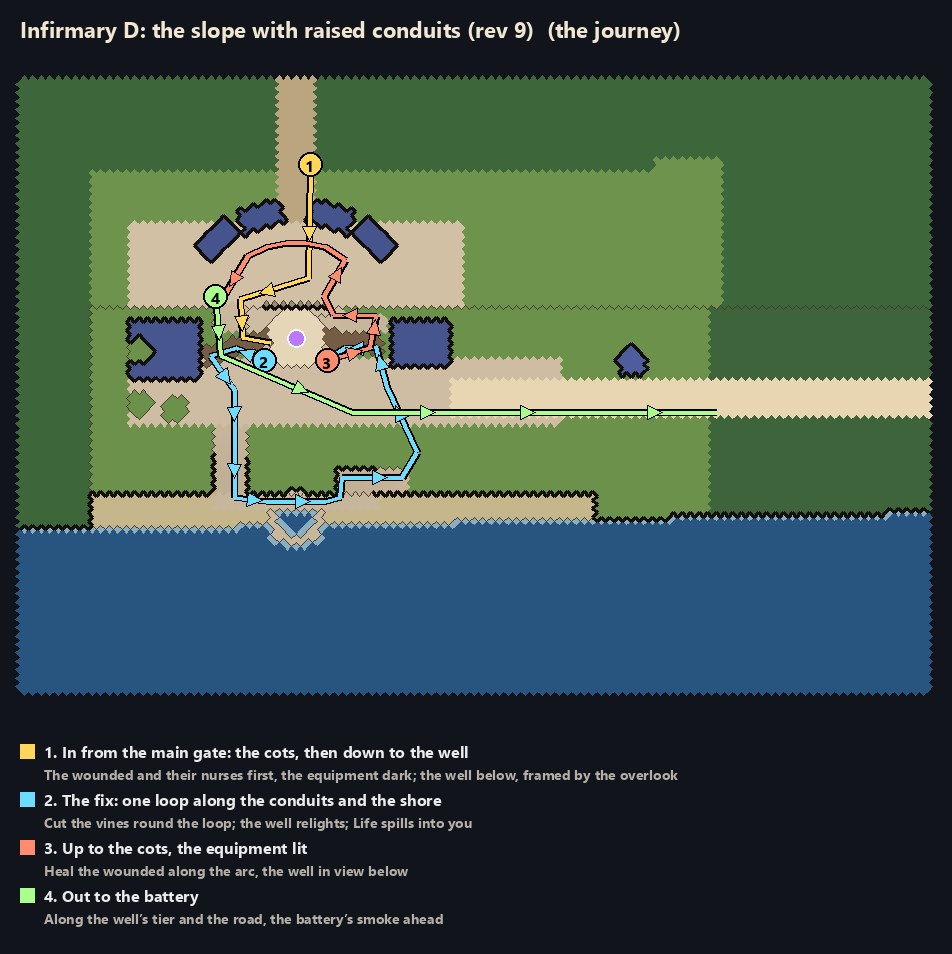 Infirmary D: the slope with raised conduits (rev 9)  (the journey)
1
4
2
3
1. In from the main gate: the cots, then down to the well
The wounded and their nurses first, the equipment dark; the well below, framed by the overlook
2. The fix: one loop along the conduits and the shore
Cut the vines round the loop; the well relights; Life spills into you
3. Up to the cots, the equipment lit
Heal the wounded along the arc, the well in view below
4. Out to the battery
Along the well's tier and the road, the battery's smoke ahead